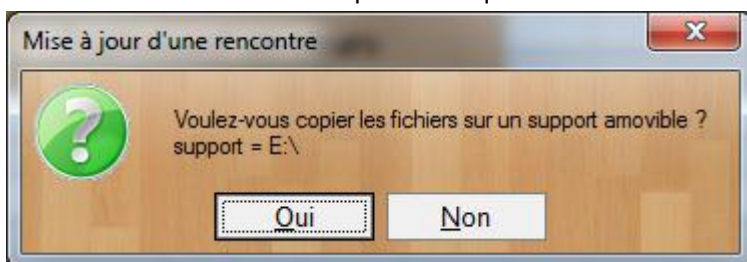 Mise à jour d'une rencontre
Voulez-vous copier les fichiers sur un support amovible ?
support = E:\
Oui
Non